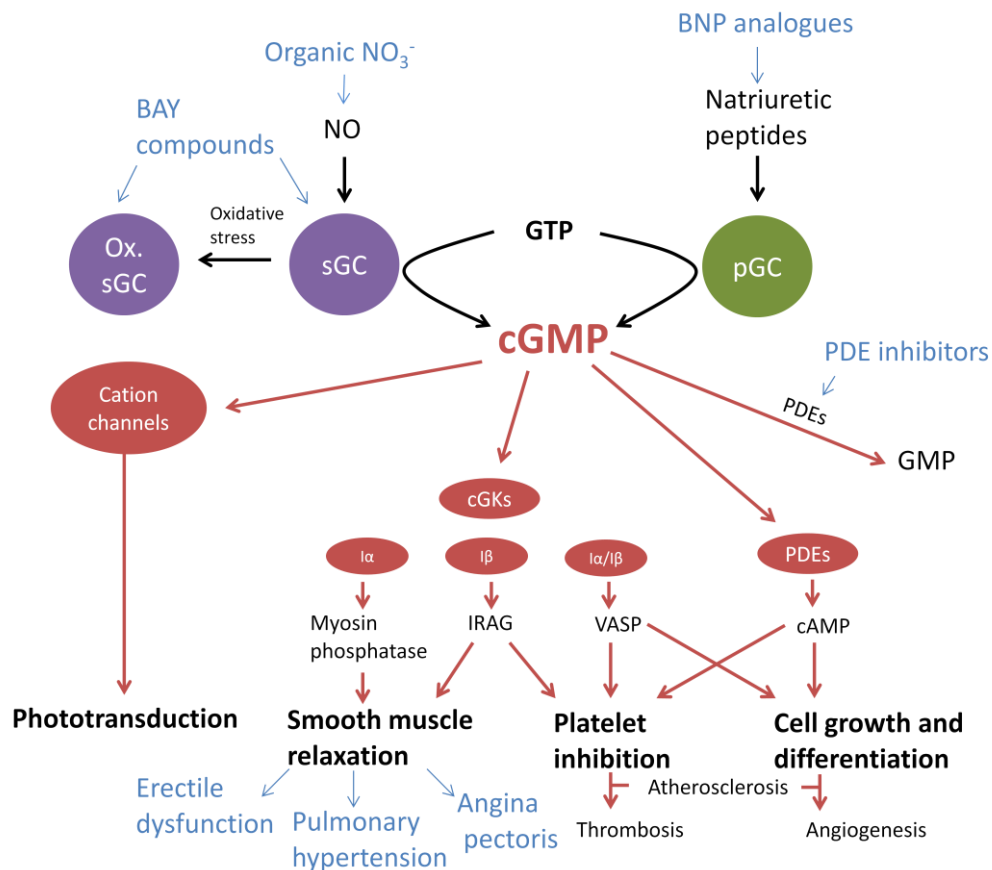 BNP analogues
Organic NO₃⁻
BAY
compounds
NO
Natriuretic
peptides
Oxidative
stress
GTP
Ox.
sGC
sGC
pGC
cGMP
PDE inhibitors
Cation
channels
PDEs
GMP
cGKs
Iα
Iβ
Iα/Iβ
PDEs
Myosin
phosphatase
IRAG
VASP
cAMP
Phototransduction
Smooth muscle
relaxation
Platelet
inhibition
Cell growth and
differentiation
Erectile
dysfunction
Pulmonary
hypertension
Angina
pectoris
Atherosclerosis
Thrombosis
Angiogenesis